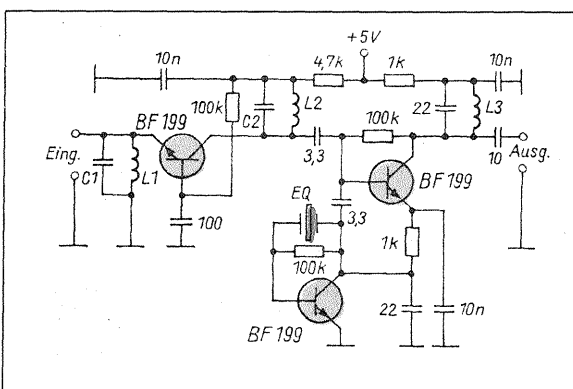 +5V
10n
4,7k
1k
10n
100k
C2
L2
22
L3
BF 199
100k
Eing.
3,3
10
Ausg.
C1
L1
BF 199
EQ
3,3
100
1k
100k
22
10n
BF 199